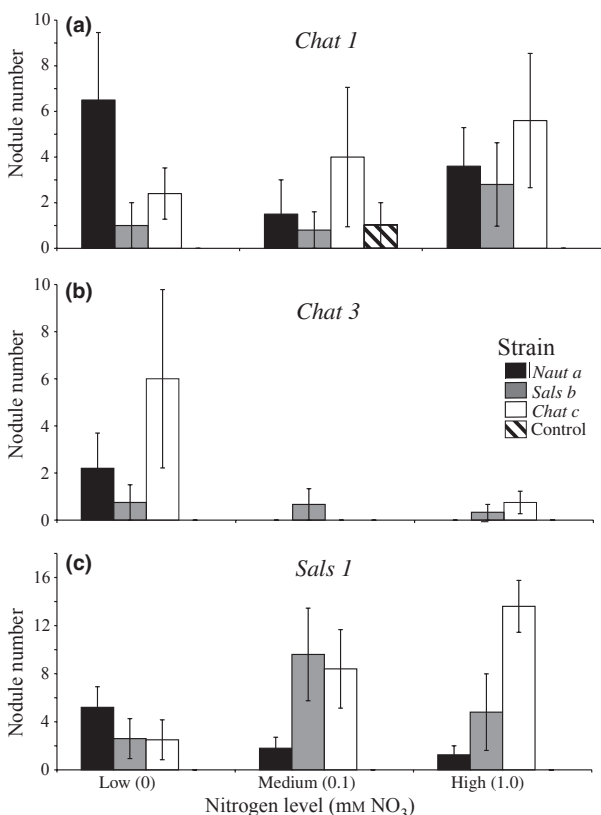 (a)
Chat 1
Nodule number
10
8
6
4
2
0
(b)
Chat 3
Nodule number
10
8
6
4
2
0
Strain
Naut a
Sals b
Chat c
Control
(c)
Sals 1
Nodule number
16
12
8
4
0
Low (0) Medium (0.1) High (1.0)
Nitrogen level (mM NO₃)